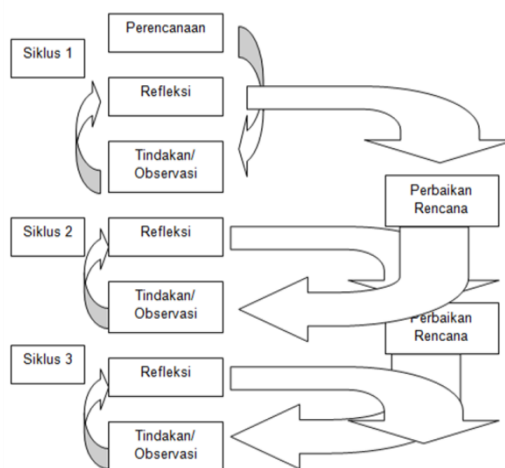 Perencanaan
Siklus 1
Refleksi
Tindakan/
Observasi
Perbaikan
Rencana
Siklus 2
Refleksi
Tindakan/
Observasi
Perbaikan
Rencana
Siklus 3
Refleksi
Tindakan/
Observasi